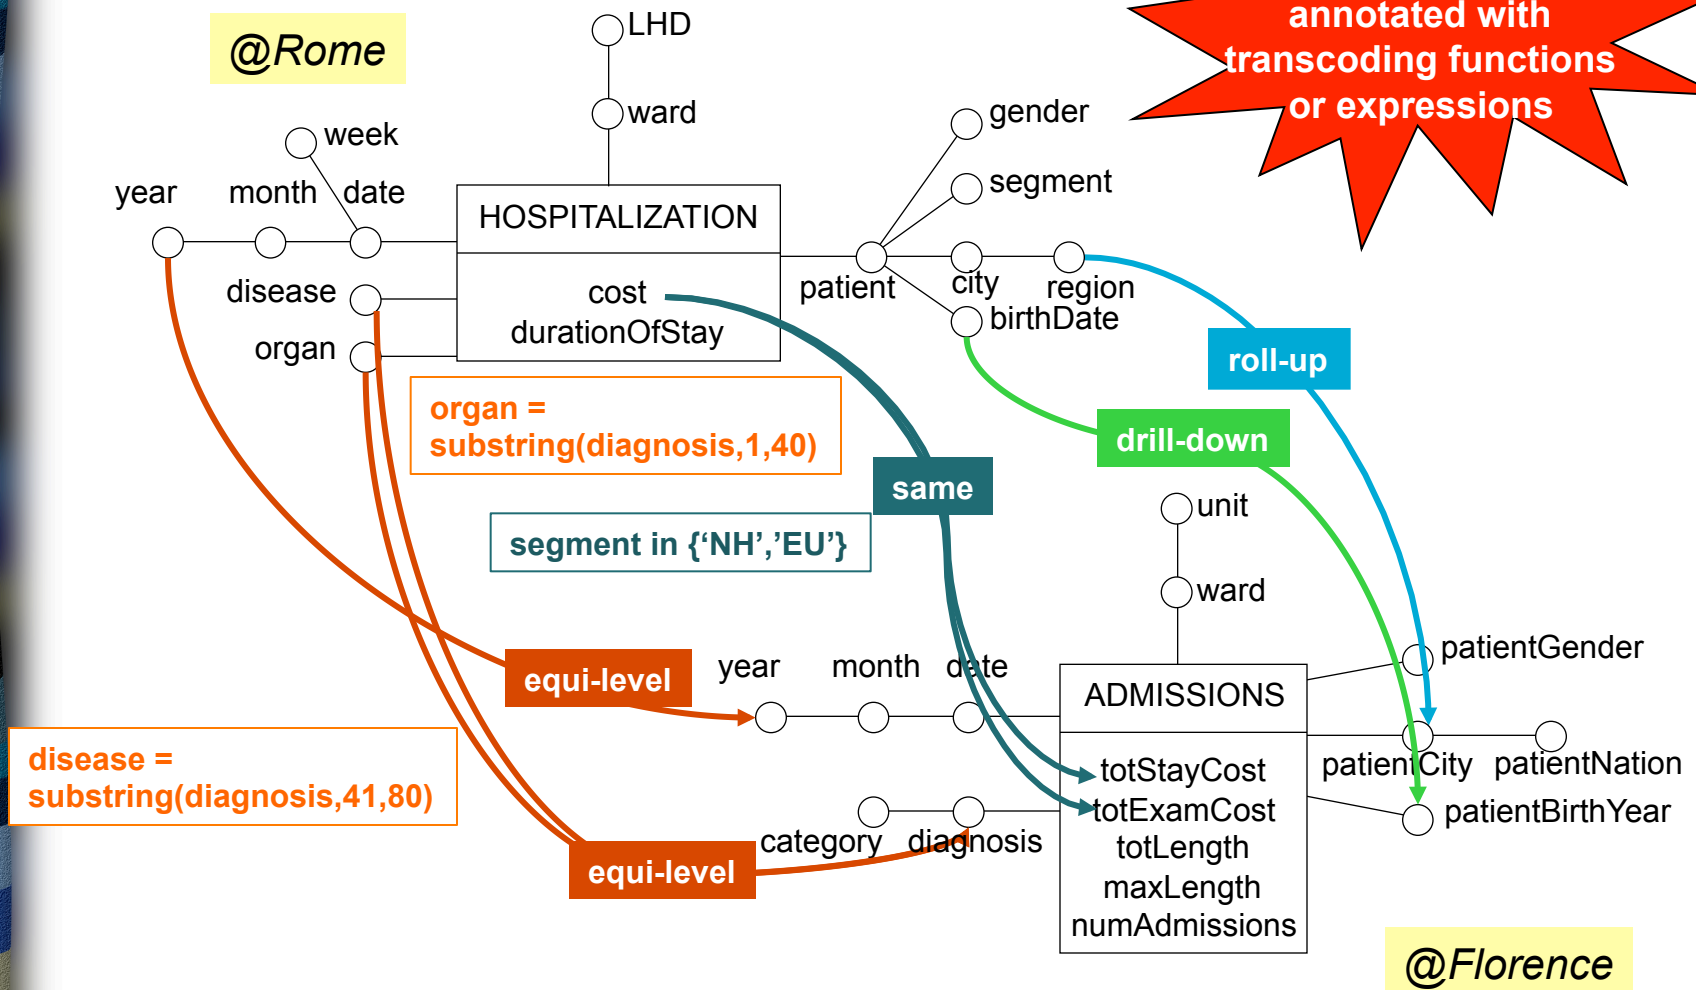 annotated with
transcoding functions
or expressions
@Rome
LHD
ward
week
year
month
date
gender
segment
HOSPITALIZATION
cost
durationOfStay
disease
organ
patient
city
region
birthDate
roll-up
drill-down
organ =
substring(diagnosis,1,40)
same
segment in {‘NH’,’EU’}
unit
ward
equi-level
year
month
date
ADMISSIONS
totStayCost
totExamCost
totLength
maxLength
numAdmissions
patientGender
patientCity
patientNation
patientBirthYear
disease =
substring(diagnosis,41,80)
category
diagnosis
equi-level
@Florence